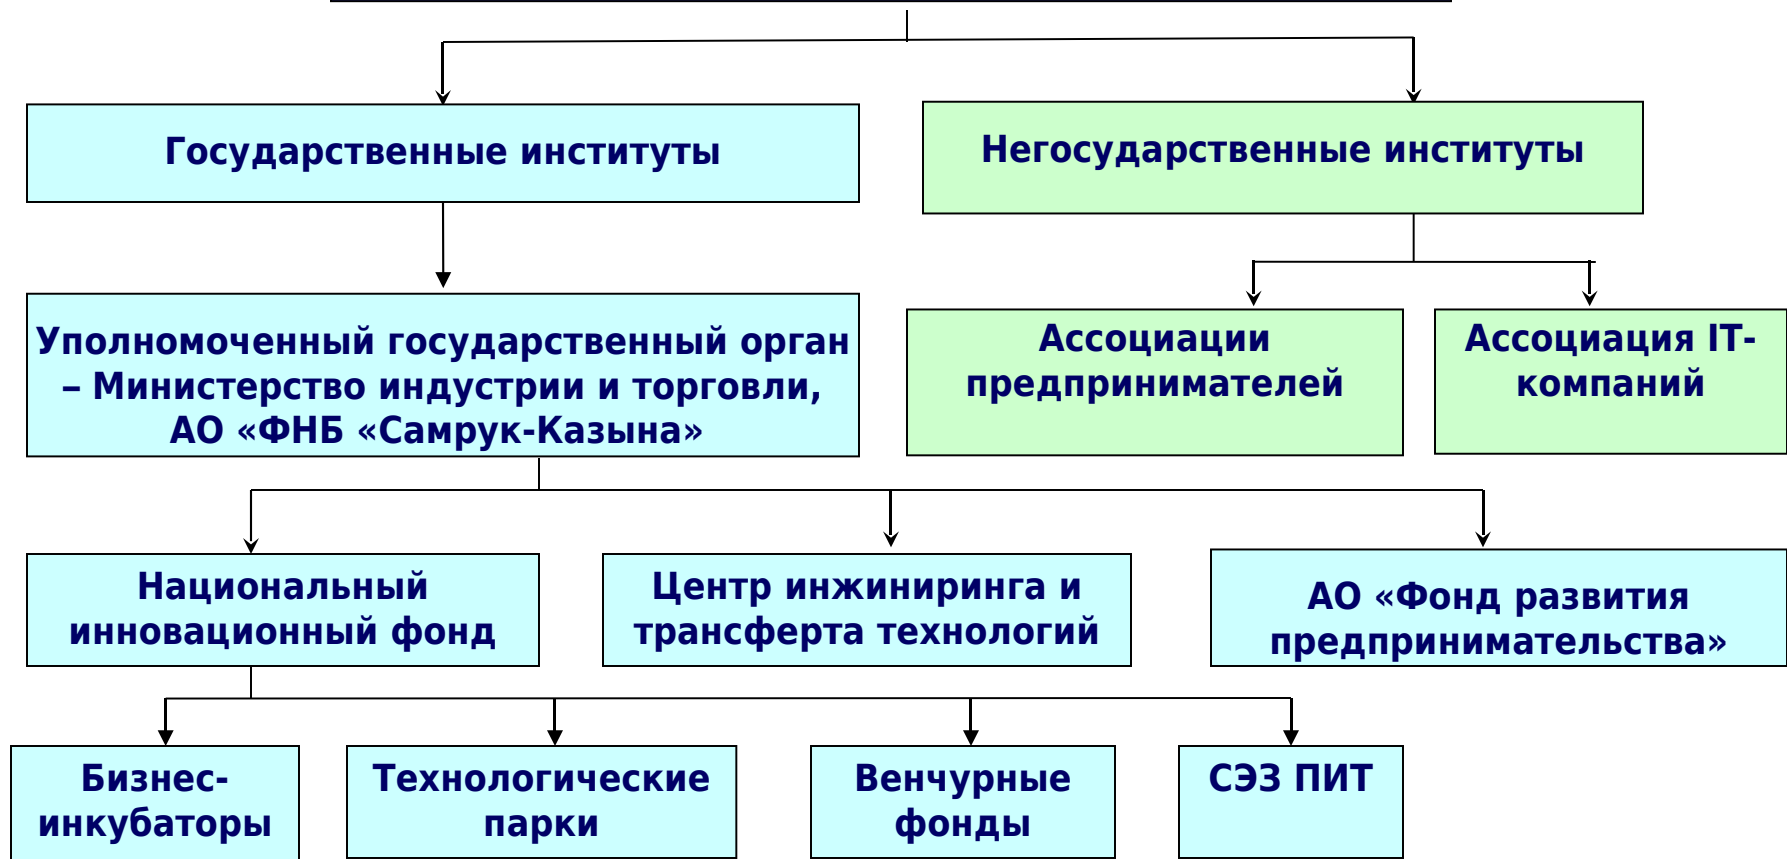 Государственные институты
Негосударственные институты
Уполномоченный государственный орган
– Министерство индустрии и торговли,
АО «ФНБ «Самрук-Казына»
Ассоциации
предпринимателей
Ассоциация IT-
компаний
Национальный
инновационный фонд
Центр инжиниринга и
трансферта технологий
АО «Фонд развития
предпринимательства»
Бизнес-
инкубаторы
Технологические
парки
Венчурные
фонды
СЭЗ ПИТ